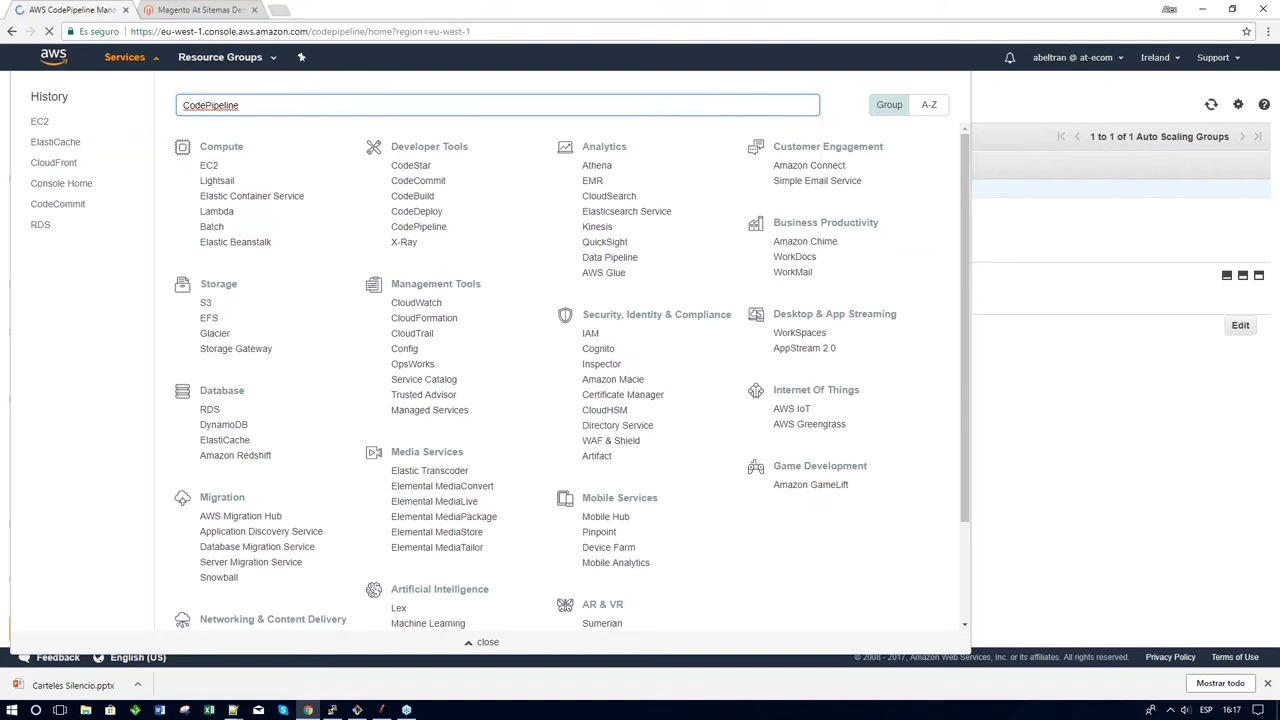 AWS CodePipeline Mana
Magento At Sitemas De
Alex
Es seguro
https://eu-west-1.console.aws.amazon.com/codepipeline/home?region=eu-west-1
aws
Services
Resource Groups
abeltran @ at-ecom
Ireland
Support
History
EC2
ElastiCache
CloudFront
Console Home
CodeCommit
RDS
CodePipeline
Group
A-Z
1 to 1 of 1 Auto Scaling Groups
Edit
Compute
EC2
Lightsail
Elastic Container Service
Lambda
Batch
Elastic Beanstalk
Storage
S3
EFS
Glacier
Storage Gateway
Database
RDS
DynamoDB
ElastiCache
Amazon Redshift
Migration
AWS Migration Hub
Application Discovery Service
Database Migration Service
Server Migration Service
Snowball
Networking & Content Delivery
Developer Tools
CodeStar
CodeCommit
CodeBuild
CodeDeploy
CodePipeline
X-Ray
Management Tools
CloudWatch
CloudFormation
CloudTrail
Config
OpsWorks
Service Catalog
Trusted Advisor
Managed Services
Media Services
Elastic Transcoder
Elemental MediaConvert
Elemental MediaLive
Elemental MediaPackage
Elemental MediaStore
Elemental MediaTailor
Artificial Intelligence
Lex
Machine Learning
Analytics
Athena
EMR
CloudSearch
Elasticsearch Service
Kinesis
QuickSight
Data Pipeline
AWS Glue
Security, Identity & Compliance
IAM
Cognito
Inspector
Amazon Macie
Certificate Manager
CloudHSM
Directory Service
WAF & Shield
Artifact
Mobile Services
Mobile Hub
Pinpoint
Device Farm
Mobile Analytics
AR & VR
Sumerian
Customer Engagement
Amazon Connect
Simple Email Service
Business Productivity
Amazon Chime
WorkDocs
WorkMail
Desktop & App Streaming
WorkSpaces
AppStream 2.0
Internet Of Things
AWS IoT
AWS Greengrass
Game Development
Amazon GameLift
close
Feedback
English (US)
© 2008 - 2017, Amazon Web Services, Inc. or its affiliates. All rights reserved.
Privacy Policy
Terms of Use
Carteles Silencio.pptx
Mostrar todo
ESP
16:17